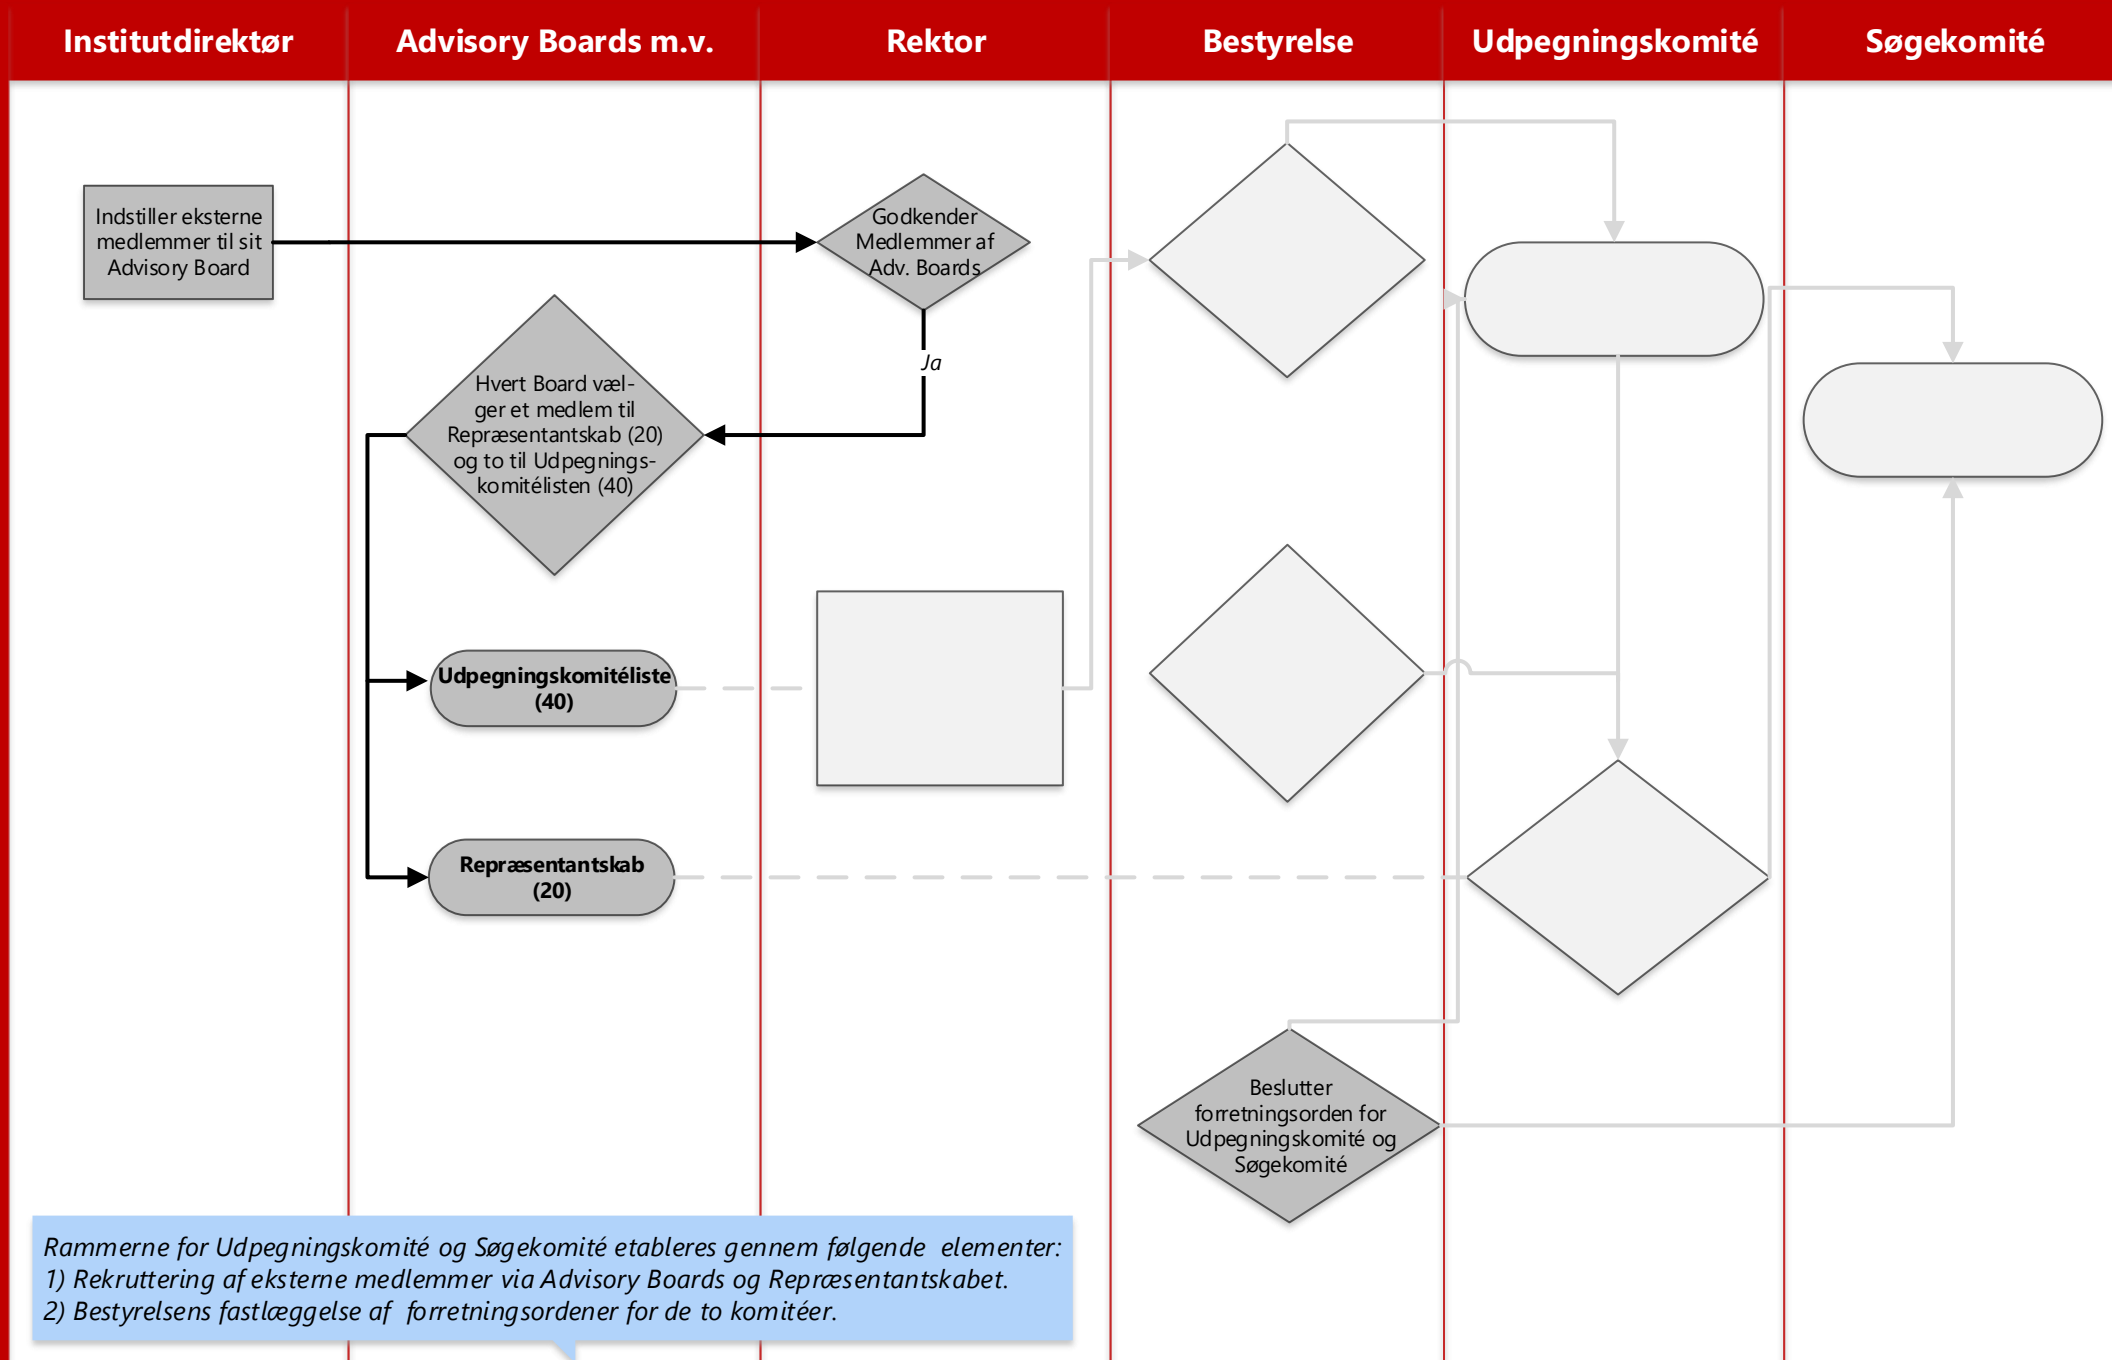 Institutdirektør
Advisory Boards m.v.
Rektor
Bestyrelse
Udpegningskomité
Søgekomité
Indstiller eksterne
medlemmer til sit
Advisory Board
Godkender
Medlemmer af
Adv. Boards
Ja
Hvert Board væl-
ger et medlem til
Repræsentantskab (20)
og to til Udpegnings-
komitélisten (40)
Udpegningskomitéliste
(40)
Repræsentantskab
(20)
Beslutter
forretningsorden for
Udpegningskomité og
Søgekomité
Rammerne for Udpegningskomité og Søgekomité etableres gennem følgende elementer:
1) Rekruttering af eksterne medlemmer via Advisory Boards og Repræsentantskabet.
2) Bestyrelsens fastlæggelse af forretningsordener for de to komitéer.